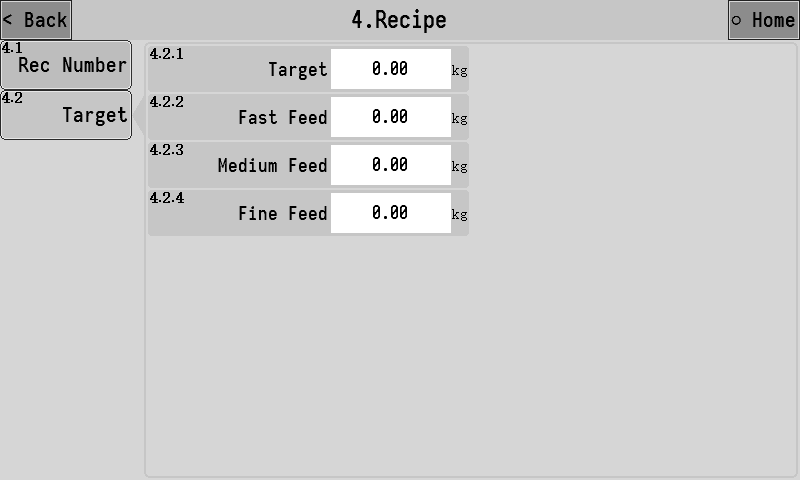 < Back
4.Recipe
○ Home
4.1
Rec Number
4.2
Target
4.2.1
Target 0.00 kg
4.2.2
Fast Feed 0.00 kg
4.2.3
Medium Feed 0.00 kg
4.2.4
Fine Feed 0.00 kg